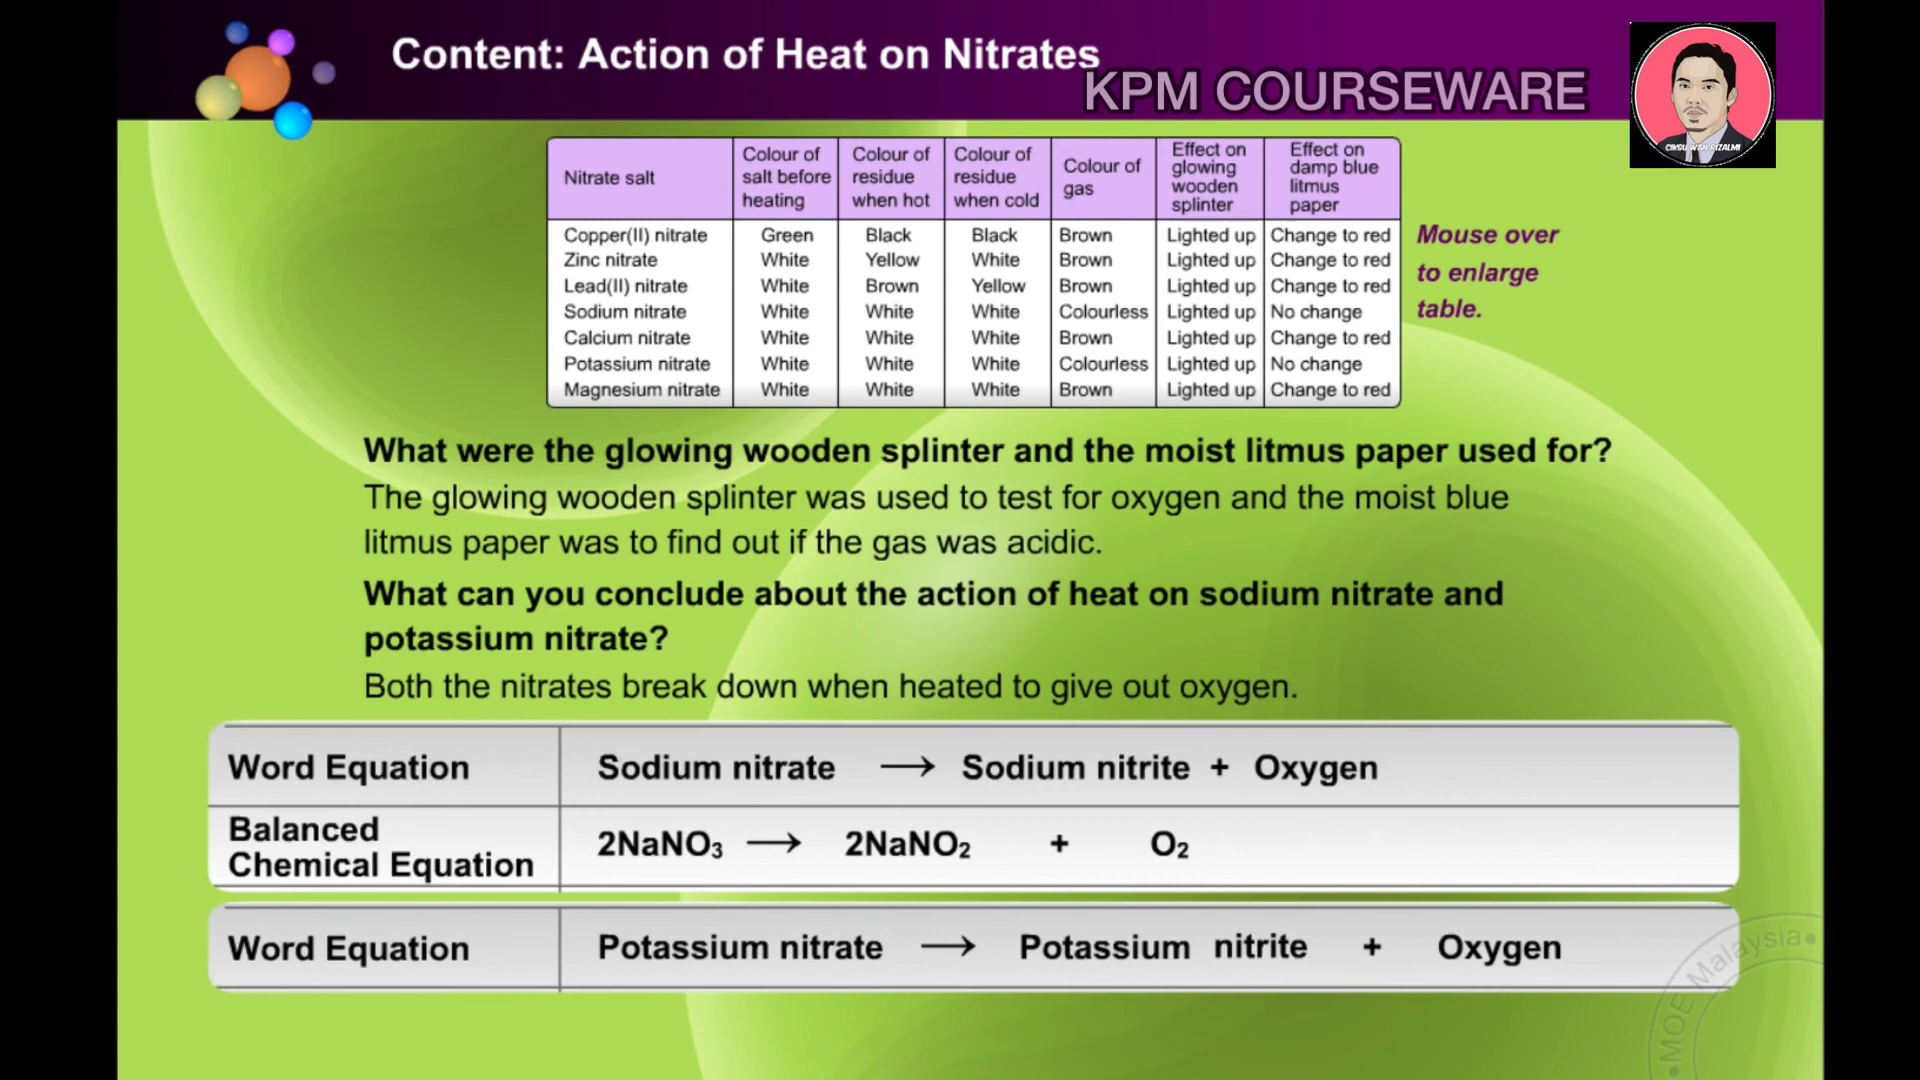 Content: Action of Heat on Nitrates
KPM COURSEWARE
CIKGU WAN RIZALMI
Nitrate salt
Colour of
salt before
heating
Colour of
residue
when hot
Colour of
residue
when cold
Colour of
gas
Effect on
glowing
wooden
splinter
Effect on
damp blue
litmus
paper
Copper(II) nitrate Green Black Black Brown Lighted up Change to red
Zinc nitrate White Yellow White Brown Lighted up Change to red
Lead(II) nitrate White Brown Yellow Brown Lighted up Change to red
Sodium nitrate White White White Colourless Lighted up No change
Calcium nitrate White White White Brown Lighted up Change to red
Potassium nitrate White White White Colourless Lighted up No change
Magnesium nitrate White White White Brown Lighted up Change to red
Mouse over
to enlarge
table.
What were the glowing wooden splinter and the moist litmus paper used for?
The glowing wooden splinter was used to test for oxygen and the moist blue
litmus paper was to find out if the gas was acidic.
What can you conclude about the action of heat on sodium nitrate and
potassium nitrate?
Both the nitrates break down when heated to give out oxygen.
Word Equation Sodium nitrate → Sodium nitrite + Oxygen
Balanced
Chemical Equation
2NaNO₃ → 2NaNO₂ + O₂
Word Equation Potassium nitrate → Potassium nitrite + Oxygen
•MOE Malaysia•